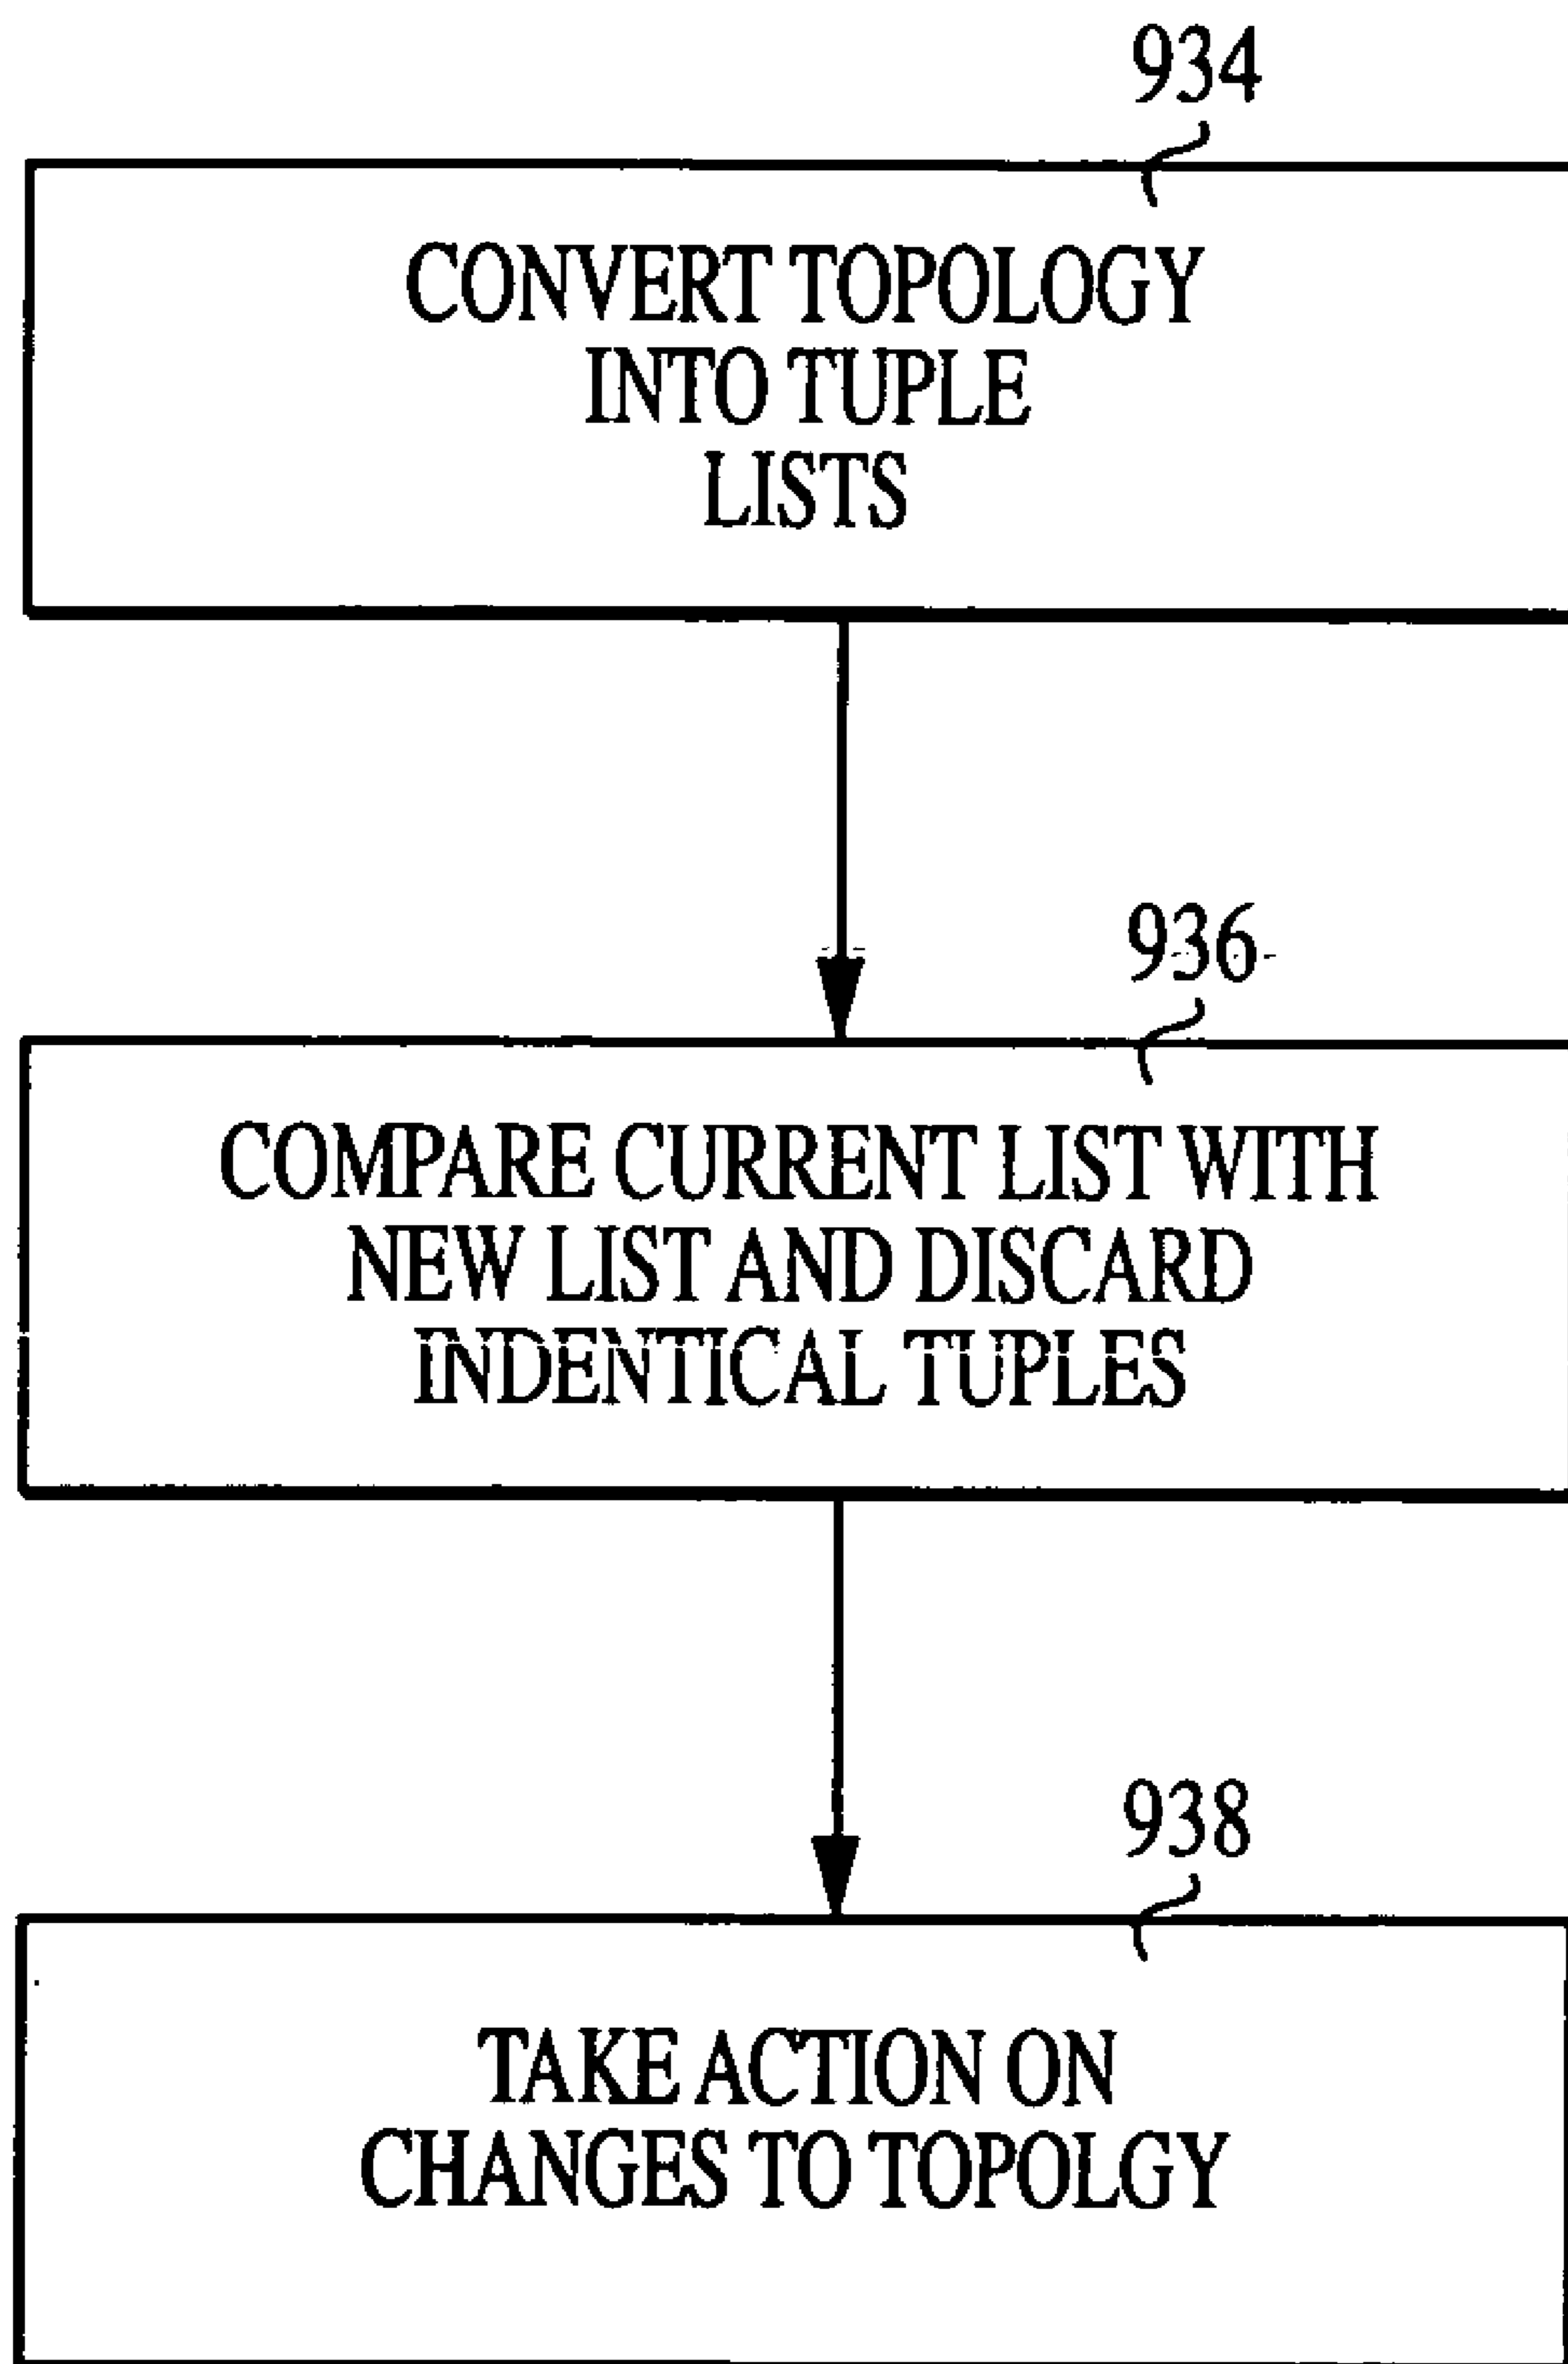 934
CONVERT TOPOLOGY
INTO TUPLE
LISTS
936
COMPARE CURRENT LIST WITH
NEW LIST AND DISCARD
INDENTICAL TUPLES
938
TAKE ACTION ON
CHANGES TO TOPOLGY